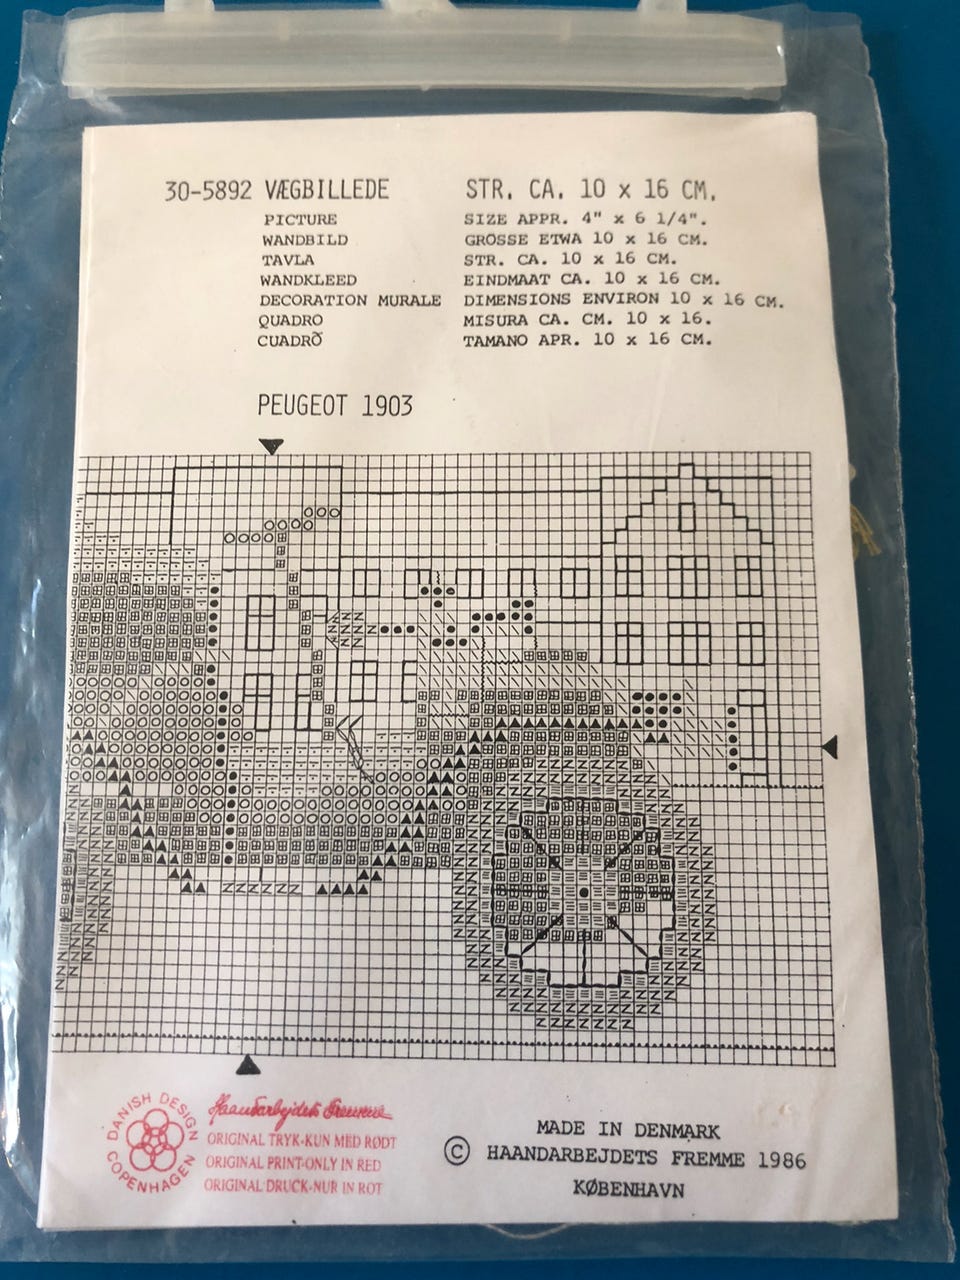 30-5892 VÆGBILLEDE STR. CA. 10 x 16 CM.
PICTURE SIZE APPR. 4" x 6 1/4".
WANDBILD GRÖSSE ETWA 10 x 16 CM.
TAVLA STR. CA. 10 x 16 CM.
WANDKLEED EINDMAAT CA. 10 x 16 CM.
DECORATION MURALE DIMENSIONS ENVIRON 10 x 16 CM.
QUADRO MISURA CA. CM. 10 x 16.
CUADRÕ TAMANO APR. 10 x 16 CM.
PEUGEOT 1903
DANISH DESIGN COPENHAGEN
Haandarbejdets Fremme
ORIGINAL TRYK-KUN MED RØDT
ORIGINAL PRINT-ONLY IN RED
ORIGINAL DRUCK-NUR IN ROT
MADE IN DENMARK
© HAANDARBEJDETS FREMME 1986
KØBENHAVN